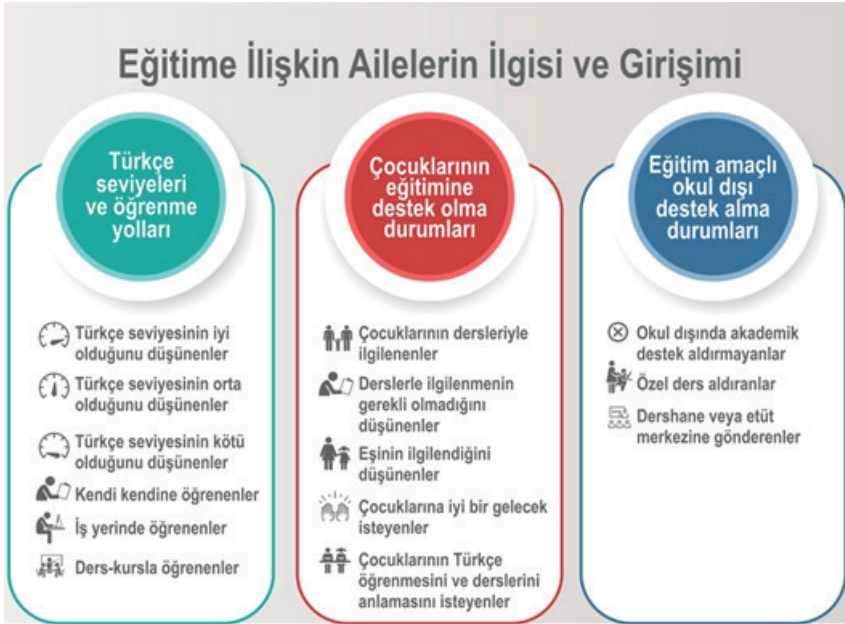 Eğitime İlişkin Ailelerin İlgisi ve Girişimi
Türkçe
seviyeleri
ve öğrenme
yolları
Türkçe seviyesinin iyi
olduğunu düşünenler
Türkçe seviyesinin orta
olduğunu düşünenler
Türkçe seviyesinin kötü
olduğunu düşünenler
Kendi kendine öğrenenler
İş yerinde öğrenenler
Ders-kursla öğrenenler
Çocuklarının
eğitimine
destek olma
durumları
Çocuklarının dersleriyle
ilgilenenler
Derslerle ilgilenmenin
gerekli olmadığını
düşünenler
Eşinin ilgilendiğini
düşünenler
Çocuklarına iyi bir gelecek
isteyenler
Çocuklarının Türkçe
öğrenmesini ve derslerini
anlamasını isteyenler
Eğitim amaçlı
okul dışı
destek alma
durumları
Okul dışında akademik
destek aldırmayanlar
Özel ders aldıranlar
Dershane veya etüt
merkezine gönderenler